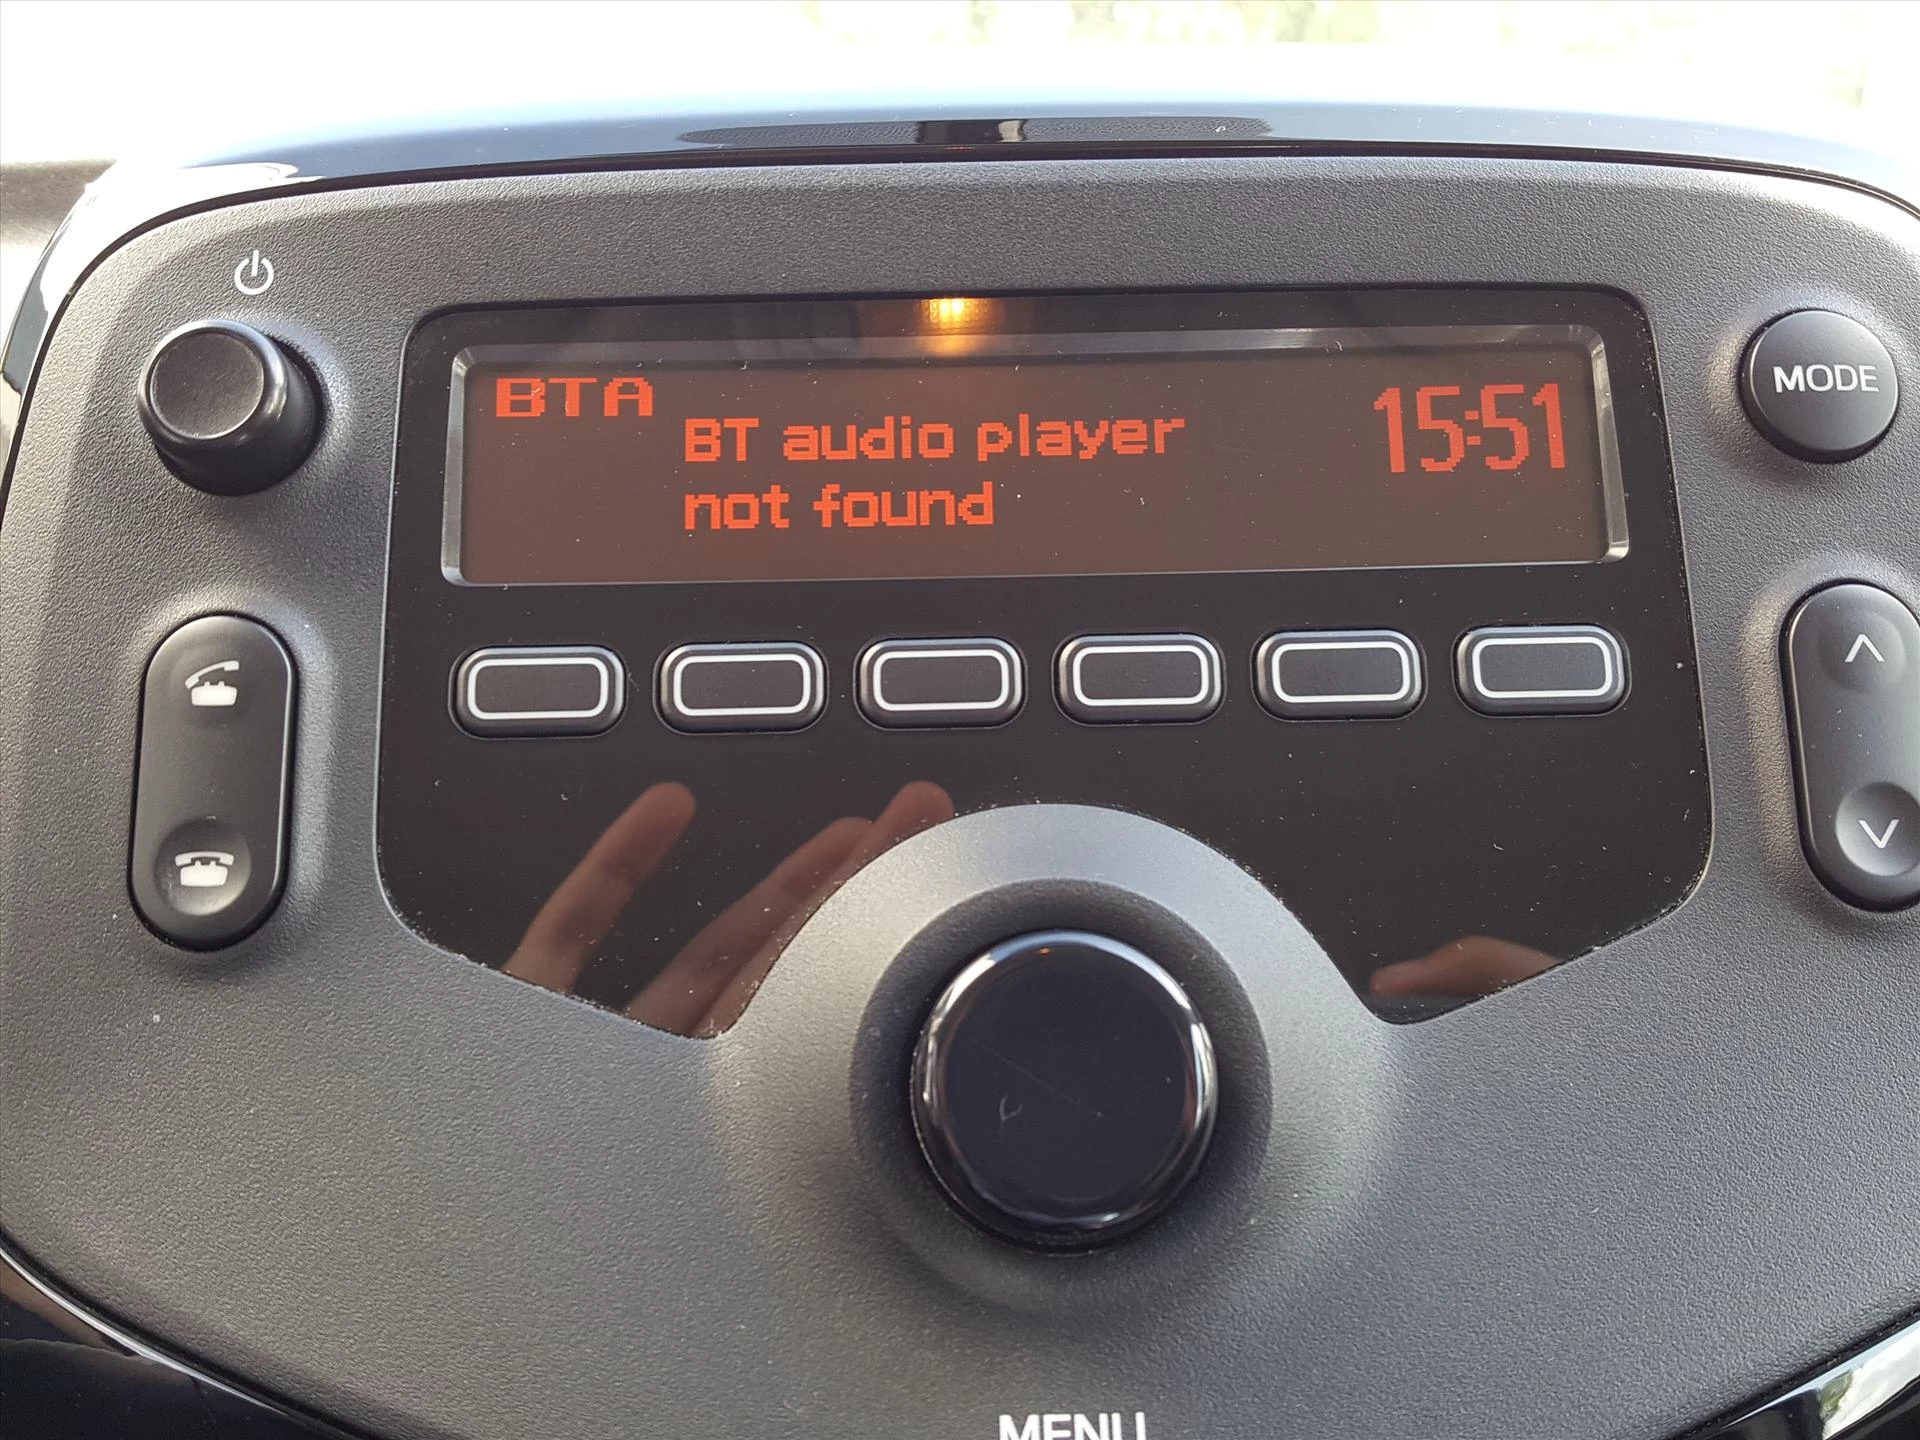 BTA
BT audio player
not found
15:51
MODE
MENU